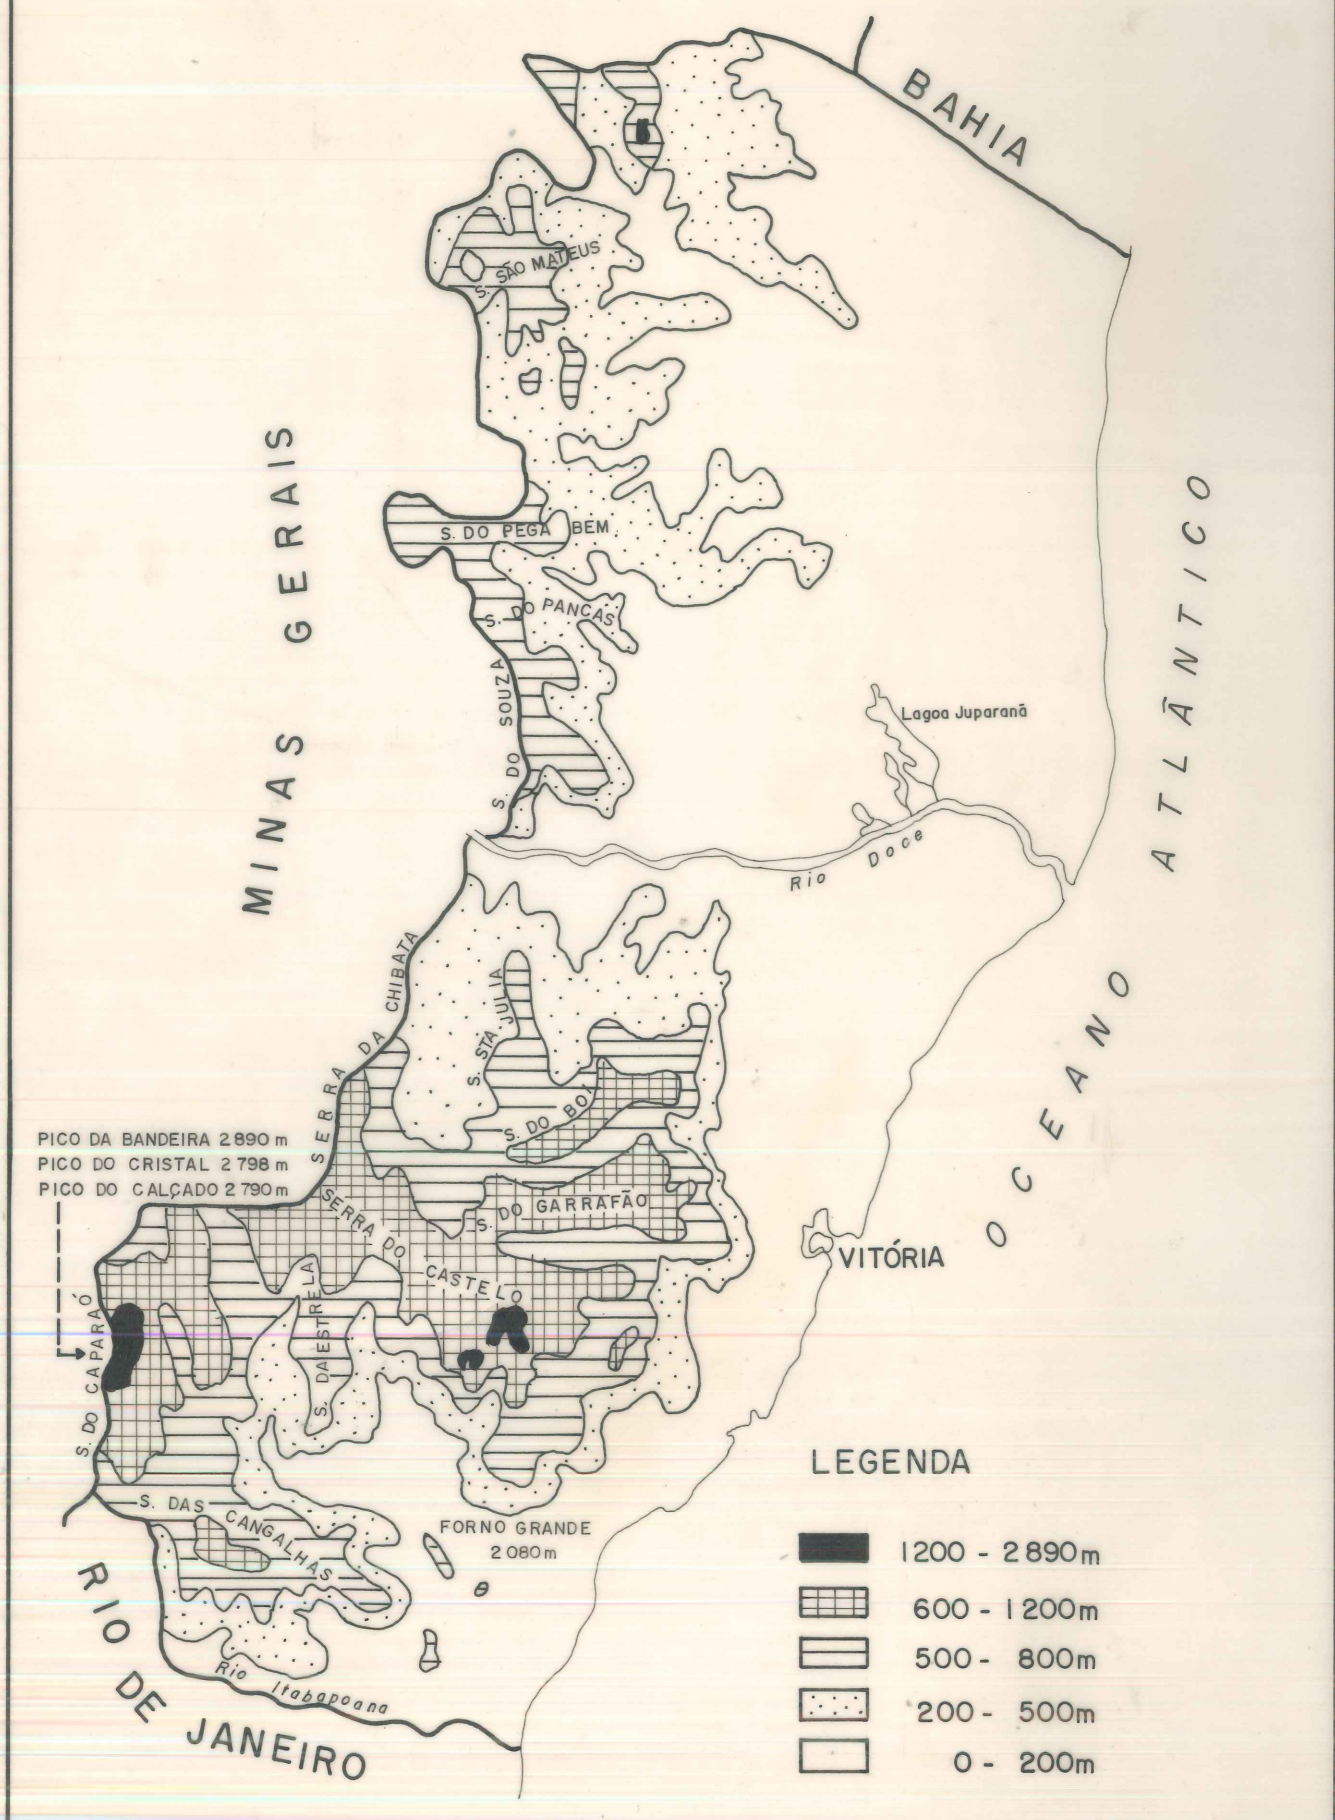 BAHIA
S. SÃO MATEUS
MINAS GERAIS
OCEANO ATLÂNTICO
S. DO PEGA BEM
S. DO PANCAS
S. DO SOUZA
Lagoa Juparanã
Rio Doce
SERRA DA CHIBATA
S. STA JULIA
S. DO BOI
PICO DA BANDEIRA 2890 m
PICO DO CRISTAL 2798 m
PICO DO CALÇADO 2790 m
S. DO GARRAFÃO
SERRA DO CASTELO
VITÓRIA
S. DA ESTRELA
S. DO CAPARAÓ
S. DAS CANGALHAS
FORNO GRANDE
2080m
RIO DE JANEIRO
Rio Itabapoana
LEGENDA
1200 - 2890m
600 - 1200m
500 - 800m
200 - 500m
0 - 200m